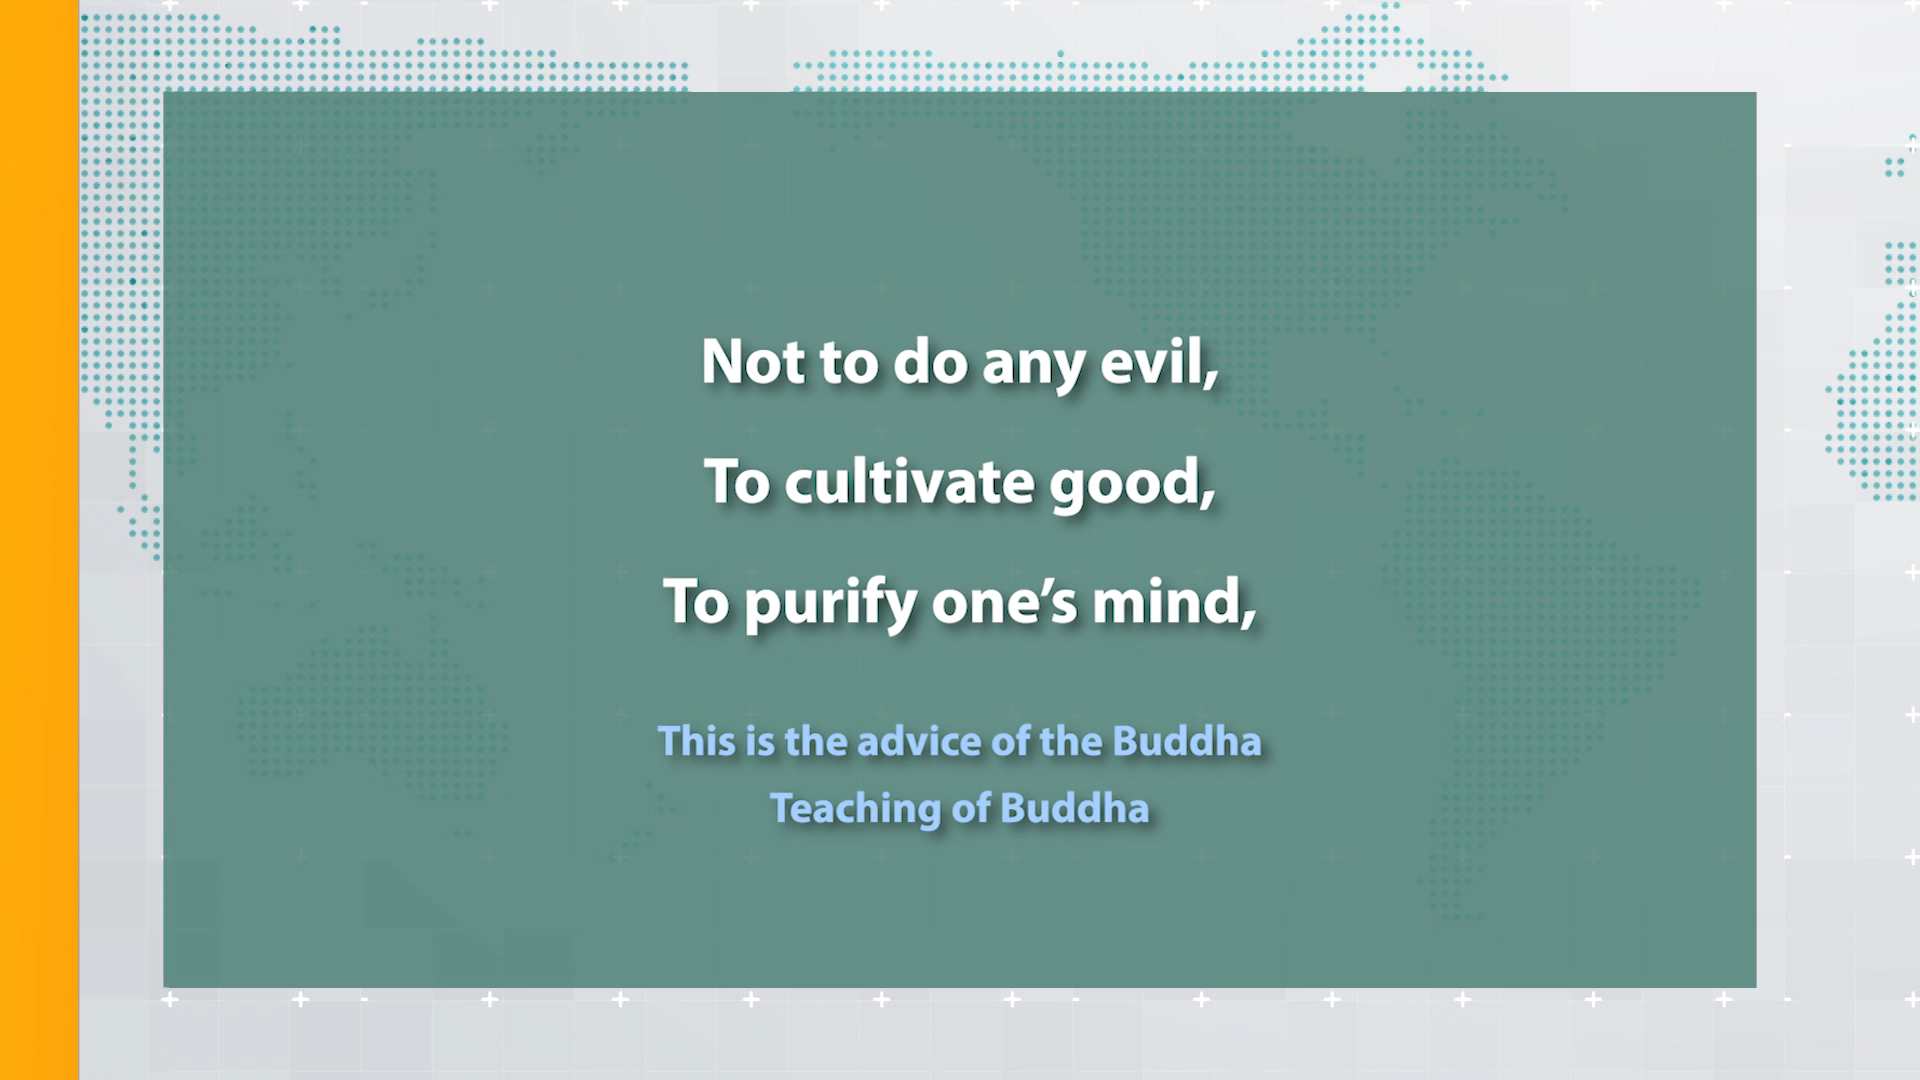 Not to do any evil,
To cultivate good,
To purify one’s mind,
This is the advice of the Buddha
Teaching of Buddha